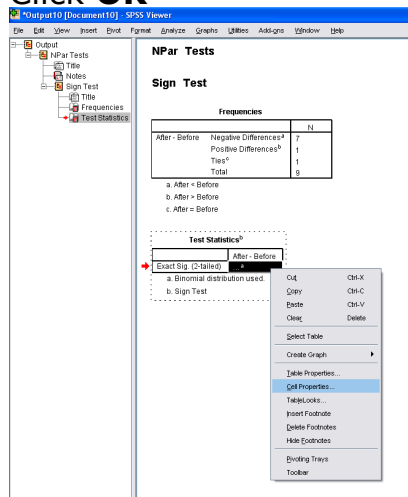 Click OK
*Output10 [Document10] - SPSS Viewer
File Edit View Insert Pivot Format Analyze Graphs Utilities Add-ons Window Help
Output
NPar Tests
Title
Notes
Sign Test
Title
Frequencies
Test Statistics
NPar Tests
Sign Test
Frequencies
N
After - Before Negative Differencesᵃ 7
Positive Differencesᵇ 1
Tiesᶜ 1
Total 9
a. After < Before
b. After > Before
c. After = Before
Test Statisticsᵇ
After - Before
Exact Sig. (2-tailed) ...ᵃ
a. Binomial distribution used.
b. Sign Test
Cut Ctrl-X
Copy Ctrl-C
Paste Ctrl-V
Clear Delete
Select Table
Create Graph
Table Properties...
Cell Properties...
TableLooks...
Insert Footnote
Delete Footnotes
Hide Footnotes
Pivoting Trays
Toolbar